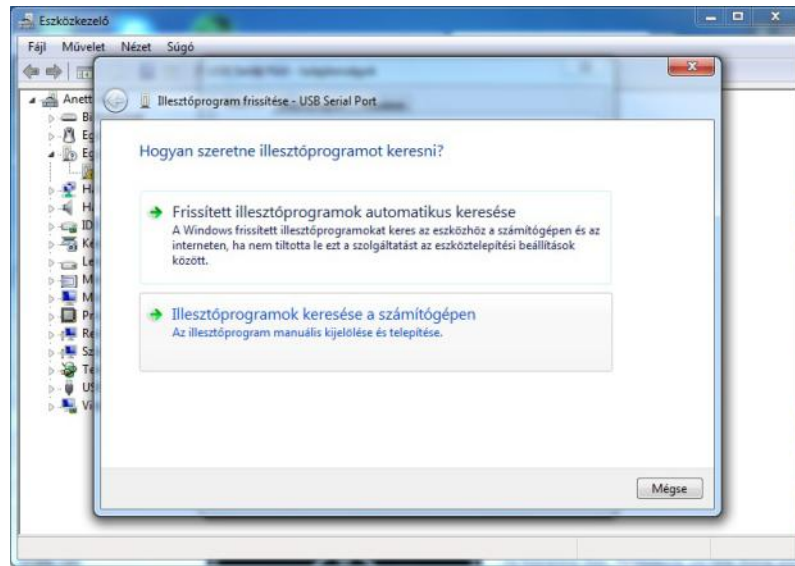 Eszközkezelő
Fájl Művelet Nézet Súgó
Anett
Illesztőprogram frissítése - USB Serial Port
Hogyan szeretne illesztőprogramot keresni?
Frissített illesztőprogramok automatikus keresése
A Windows frissített illesztőprogramokat keres az eszközhöz a számítógépen és az
interneten, ha nem tiltotta le ezt a szolgáltatást az eszköztelepítési beállítások
között.
Illesztőprogramok keresése a számítógépen
Az illesztőprogram manuális kijelölése és telepítése.
Mégse